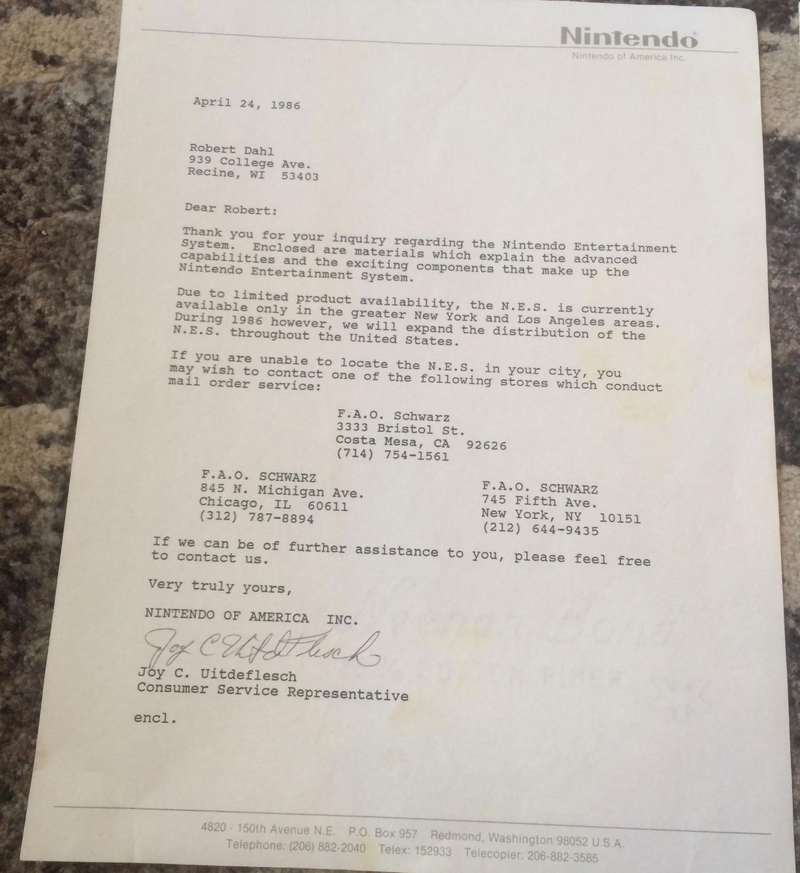 Nintendo
Nintendo of America Inc.
April 24, 1986
Robert Dahl
939 College Ave.
Recine, WI 53403
Dear Robert:
Thank you for your inquiry regarding the Nintendo Entertainment
System. Enclosed are materials which explain the advanced
capabilities and the exciting components that make up the
Nintendo Entertainment System.
Due to limited product availability, the N.E.S. is currently
available only in the greater New York and Los Angeles areas.
During 1986 however, we will expand the distribution of the
N.E.S. throughout the United States.
If you are unable to locate the N.E.S. in your city, you
may wish to contact one of the following stores which conduct
mail order service:
F.A.O. Schwarz
3333 Bristol St.
Costa Mesa, CA 92626
(714) 754-1561
F.A.O. SCHWARZ
845 N. Michigan Ave.
Chicago, IL 60611
(312) 787-8894
F.A.O. SCHWARZ
745 Fifth Ave.
New York, NY 10151
(212) 644-9435
If we can be of further assistance to you, please feel free
to contact us.
Very truly yours,
NINTENDO OF AMERICA INC.
Joy C Uitdeflesch
Joy C. Uitdeflesch
Consumer Service Representative
encl.
4820 - 150th Avenue N.E. P.O. Box 957 Redmond, Washington 98052 U.S.A.
Telephone: (206) 882-2040 Telex: 152933 Telecopier: 206-882-3585